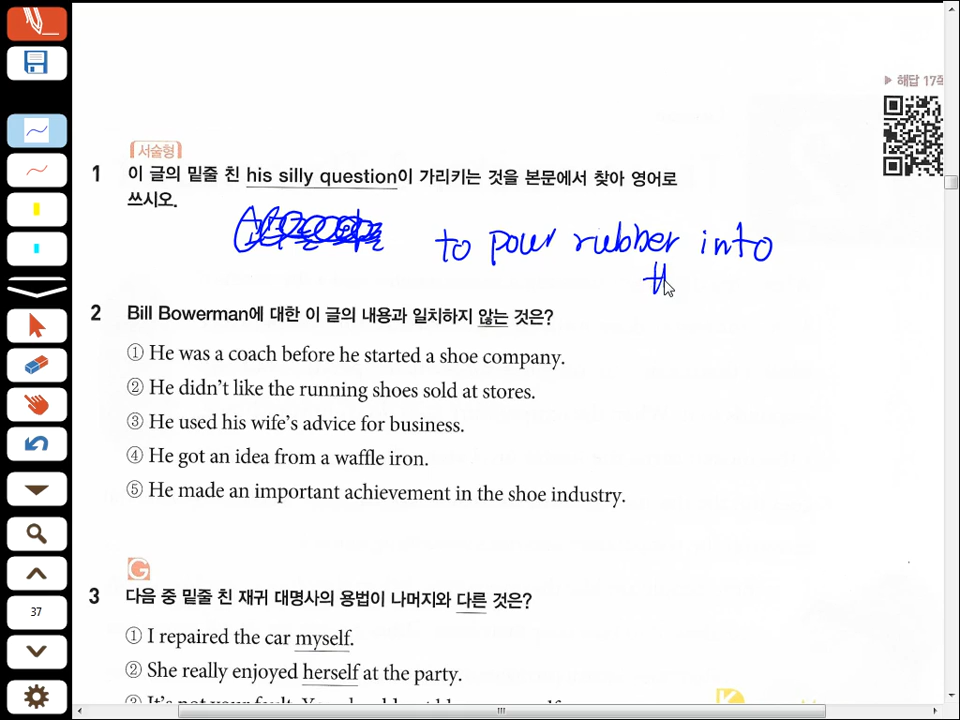 ▶ 해답 17쪽
서술형
1 이 글의 밑줄 친 his silly question이 가리키는 것을 본문에서 찾아 영어로
쓰시오.
to pour rubber into
th
2 Bill Bowerman에 대한 이 글의 내용과 일치하지 않는 것은?
① He was a coach before he started a shoe company.
② He didn't like the running shoes sold at stores.
③ He used his wife's advice for business.
④ He got an idea from a waffle iron.
⑤ He made an important achievement in the shoe industry.
G
3 다음 중 밑줄 친 재귀 대명사의 용법이 나머지와 다른 것은?
① I repaired the car myself.
② She really enjoyed herself at the party.
37